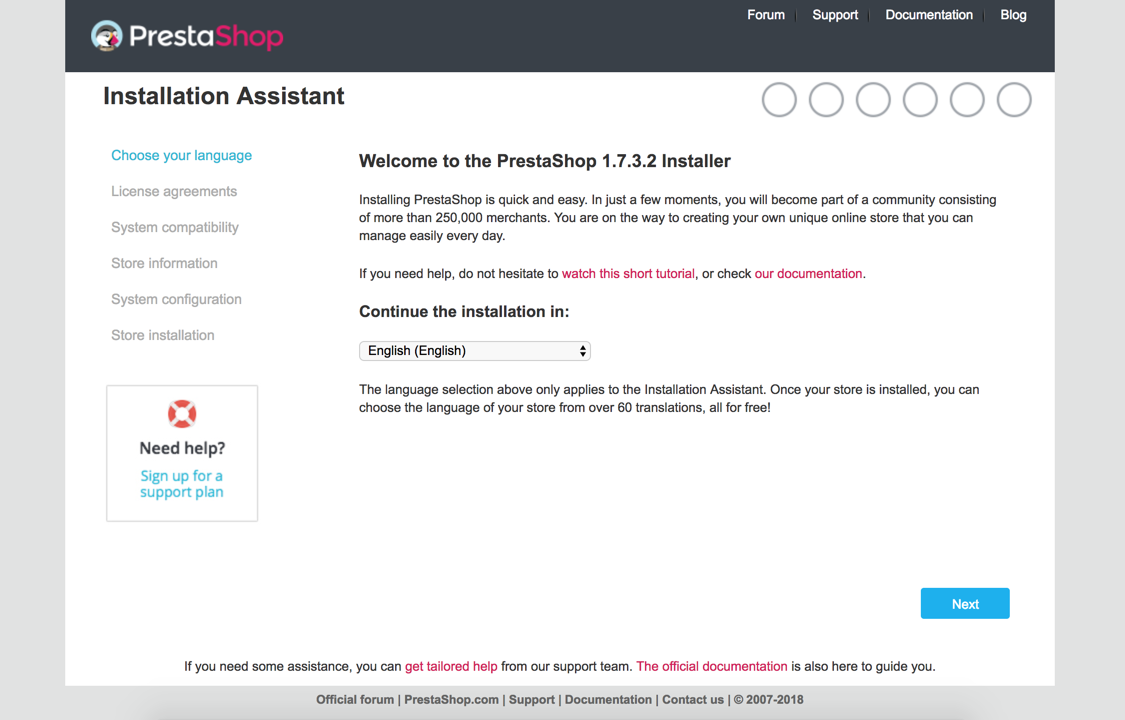 PrestaShop
Forum | Support | Documentation | Blog
Installation Assistant
Choose your language
License agreements
System compatibility
Store information
System configuration
Store installation
Need help?
Sign up for a
support plan
Welcome to the PrestaShop 1.7.3.2 Installer
Installing PrestaShop is quick and easy. In just a few moments, you will become part of a community consisting
of more than 250,000 merchants. You are on the way to creating your own unique online store that you can
manage easily every day.
If you need help, do not hesitate to watch this short tutorial, or check our documentation.
Continue the installation in:
English (English)
The language selection above only applies to the Installation Assistant. Once your store is installed, you can
choose the language of your store from over 60 translations, all for free!
Next
If you need some assistance, you can get tailored help from our support team. The official documentation is also here to guide you.
Official forum | PrestaShop.com | Support | Documentation | Contact us | © 2007-2018